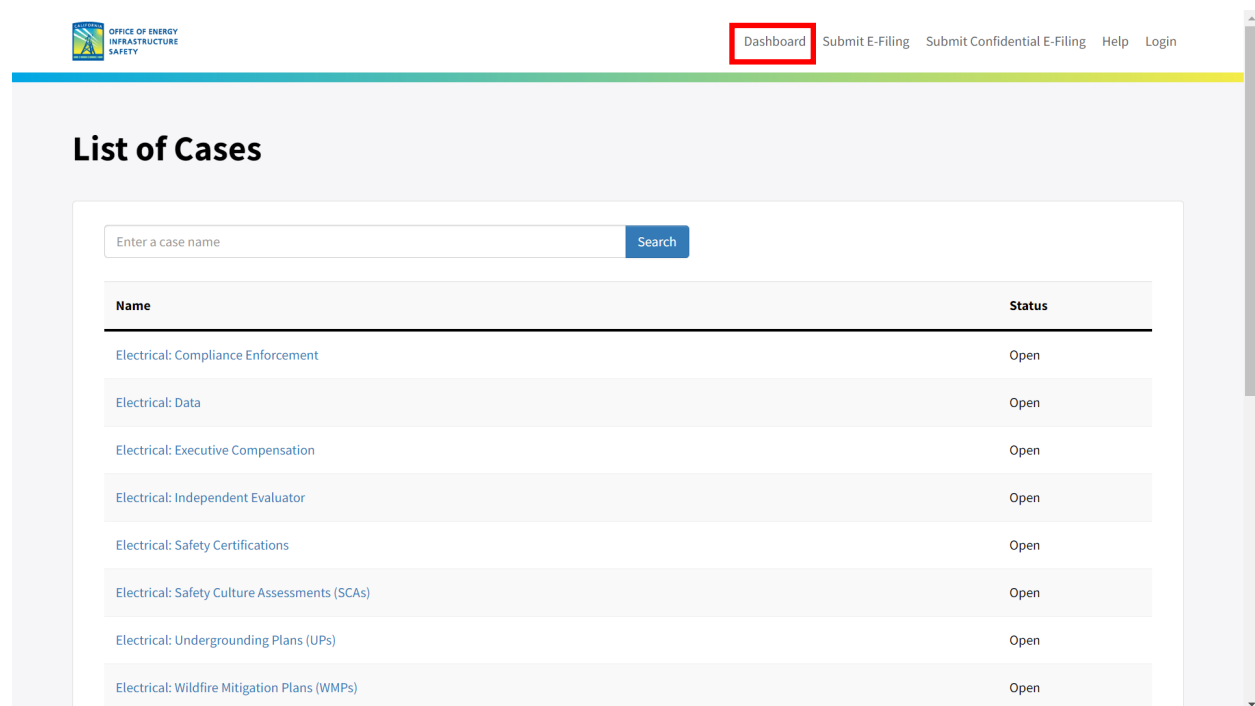 CALIFORNIA
OFFICE OF ENERGY
INFRASTRUCTURE
SAFETY
Dashboard Submit E-Filing Submit Confidential E-Filing Help Login
List of Cases
Enter a case name Search
Name Status
Electrical: Compliance Enforcement Open
Electrical: Data Open
Electrical: Executive Compensation Open
Electrical: Independent Evaluator Open
Electrical: Safety Certifications Open
Electrical: Safety Culture Assessments (SCAs) Open
Electrical: Undergrounding Plans (UPs) Open
Electrical: Wildfire Mitigation Plans (WMPs) Open